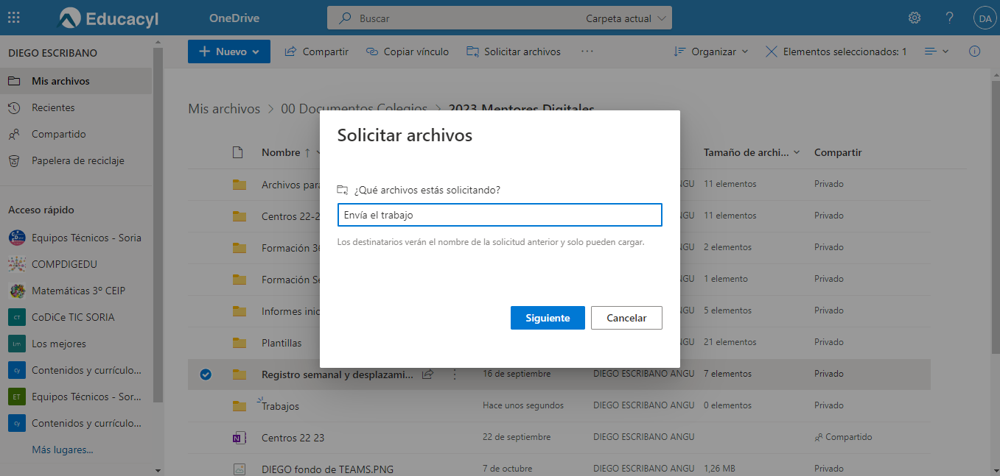 Educacyl
OneDrive
Buscar
Carpeta actual
?
DA
DIEGO ESCRIBANO
Nuevo
Compartir
Copiar vínculo
Solicitar archivos
...
Organizar
Elementos seleccionados: 1
Mis archivos
Recientes
Compartido
Papelera de reciclaje
Acceso rápido
Equipos Técnicos - Soria
COMPDIGEDU
Matemáticas 3º CEIP
CT CoDiCe TIC SORIA
Lm Los mejores
Cy Contenidos y currículo...
ET Equipos Técnicos - Sor...
Cy Contenidos y currículo...
Más lugares...
Mis archivos > 00 Documentos Colegios > 2023 Mentores Digitales
Nombre Tamaño de archi... Compartir
Archivos para ANGU 11 elementos Privado
Centros 22-2 ANGU 11 elementos Privado
Formación 36 ANGU 2 elementos Privado
Formación Se ANGU 1 elemento Privado
Informes inic ANGU 5 elementos Privado
Plantillas ANGU 21 elementos Privado
Registro semanal y desplazami... 16 de septiembre DIEGO ESCRIBANO ANGU 7 elementos Privado
Trabajos Hace unos segundos DIEGO ESCRIBANO ANGU 0 elementos Privado
N Centros 22 23 22 de septiembre DIEGO ESCRIBANO ANGU Compartido
DIEGO fondo de TEAMS.PNG 7 de octubre DIEGO ESCRIBANO ANGU 1,26 MB Privado
Solicitar archivos
¿Qué archivos estás solicitando?
Envía el trabajo
Los destinatarios verán el nombre de la solicitud anterior y solo pueden cargar.
Siguiente
Cancelar